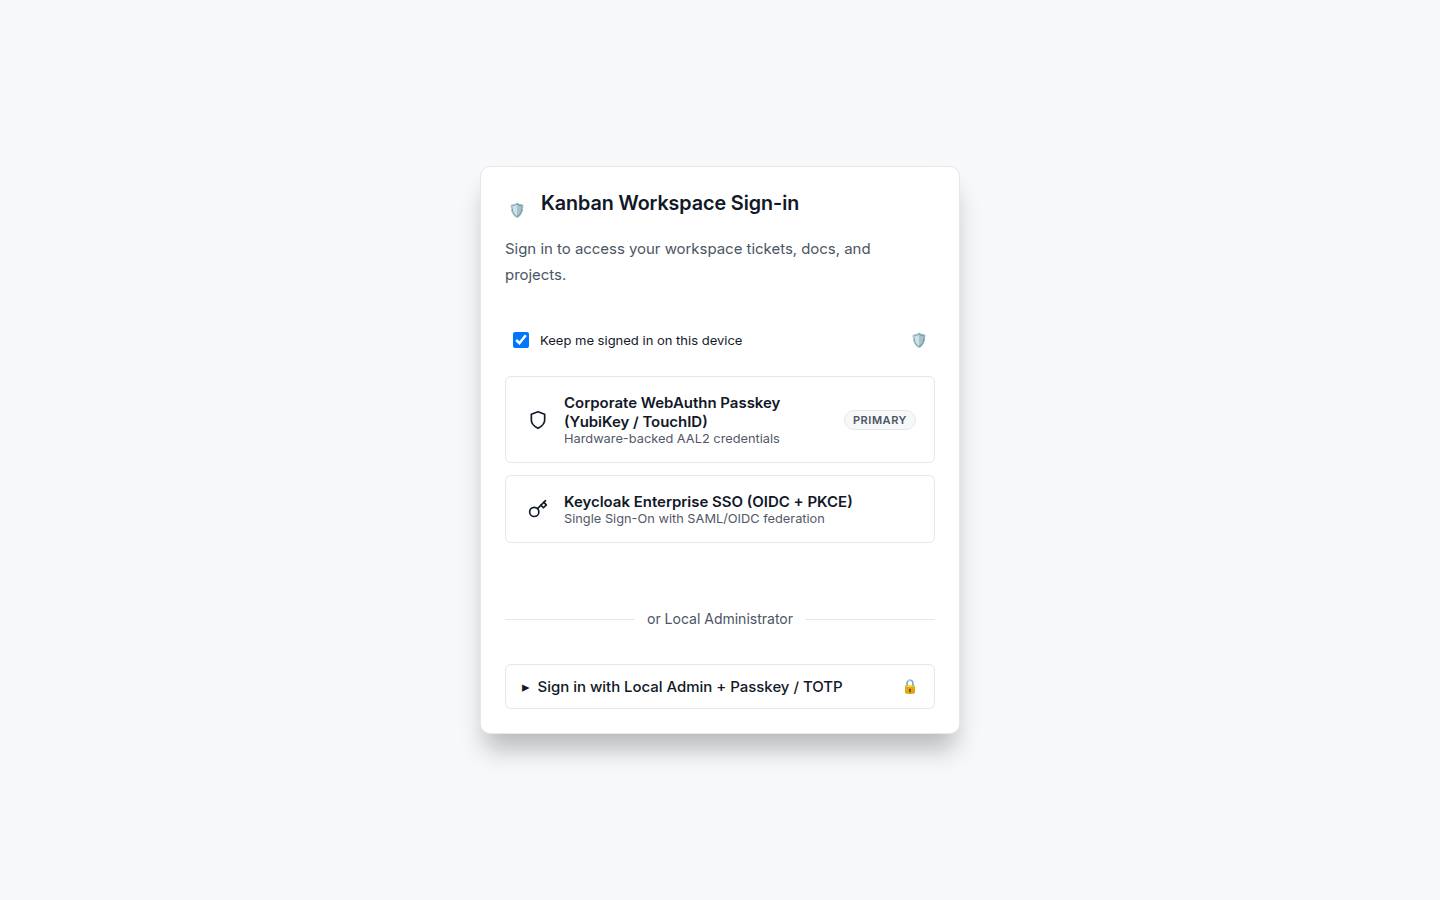 Kanban Workspace Sign-in
Sign in to access your workspace tickets, docs, and
projects.
Keep me signed in on this device
Corporate WebAuthn Passkey
(YubiKey / TouchID)
Hardware-backed AAL2 credentials
PRIMARY
Keycloak Enterprise SSO (OIDC + PKCE)
Single Sign-On with SAML/OIDC federation
or Local Administrator
Sign in with Local Admin + Passkey / TOTP